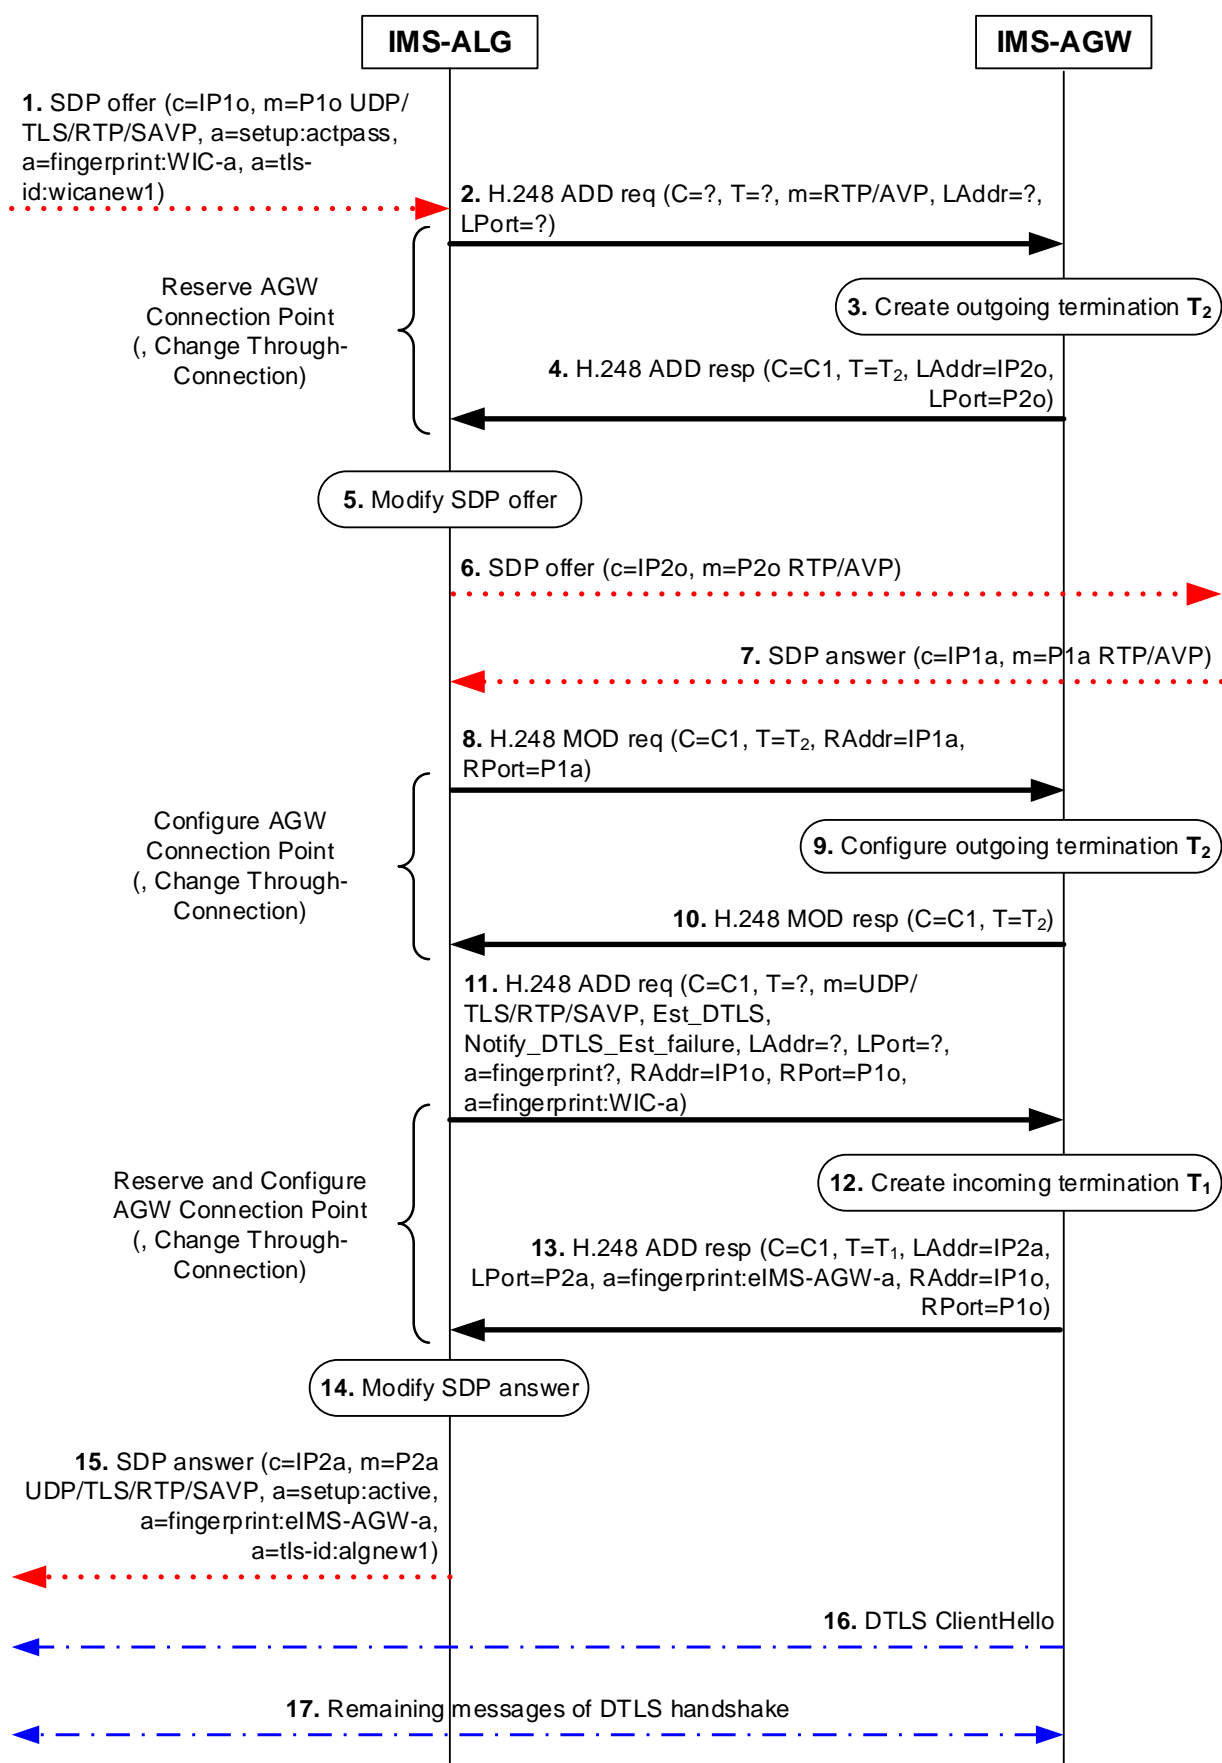 IMS-ALG
IMS-AGW
1. SDP offer (c=IP1o, m=P1o UDP/
TLS/RTP/SAVP, a=setup:actpass,
a=fingerprint:WIC-a, a=tls-
id:wicanew1)
2. H.248 ADD req (C=?, T=?, m=RTP/AVP, LAddr=?,
LPort=?)
Reserve AGW
Connection Point
(, Change Through-
Connection)
3. Create outgoing termination T2
4. H.248 ADD resp (C=C1, T=T2, LAddr=IP2o,
LPort=P2o)
5. Modify SDP offer
6. SDP offer (c=IP2o, m=P2o RTP/AVP)
7. SDP answer (c=IP1a, m=P1a RTP/AVP)
8. H.248 MOD req (C=C1, T=T2, RAddr=IP1a,
RPort=P1a)
Configure AGW
Connection Point
(, Change Through-
Connection)
9. Configure outgoing termination T2
10. H.248 MOD resp (C=C1, T=T2)
11. H.248 ADD req (C=C1, T=?, m=UDP/
TLS/RTP/SAVP, Est_DTLS,
Notify_DTLS_Est_failure, LAddr=?, LPort=?,
a=fingerprint?, RAddr=IP1o, RPort=P1o,
a=fingerprint:WIC-a)
Reserve and Configure
AGW Connection Point
(, Change Through-
Connection)
12. Create incoming termination T1
13. H.248 ADD resp (C=C1, T=T1, LAddr=IP2a,
LPort=P2a, a=fingerprint:eIMS-AGW-a, RAddr=IP1o,
RPort=P1o)
14. Modify SDP answer
15. SDP answer (c=IP2a, m=P2a
UDP/TLS/RTP/SAVP, a=setup:active,
a=fingerprint:eIMS-AGW-a,
a=tls-id:algnew1)
16. DTLS ClientHello
17. Remaining messages of DTLS handshake